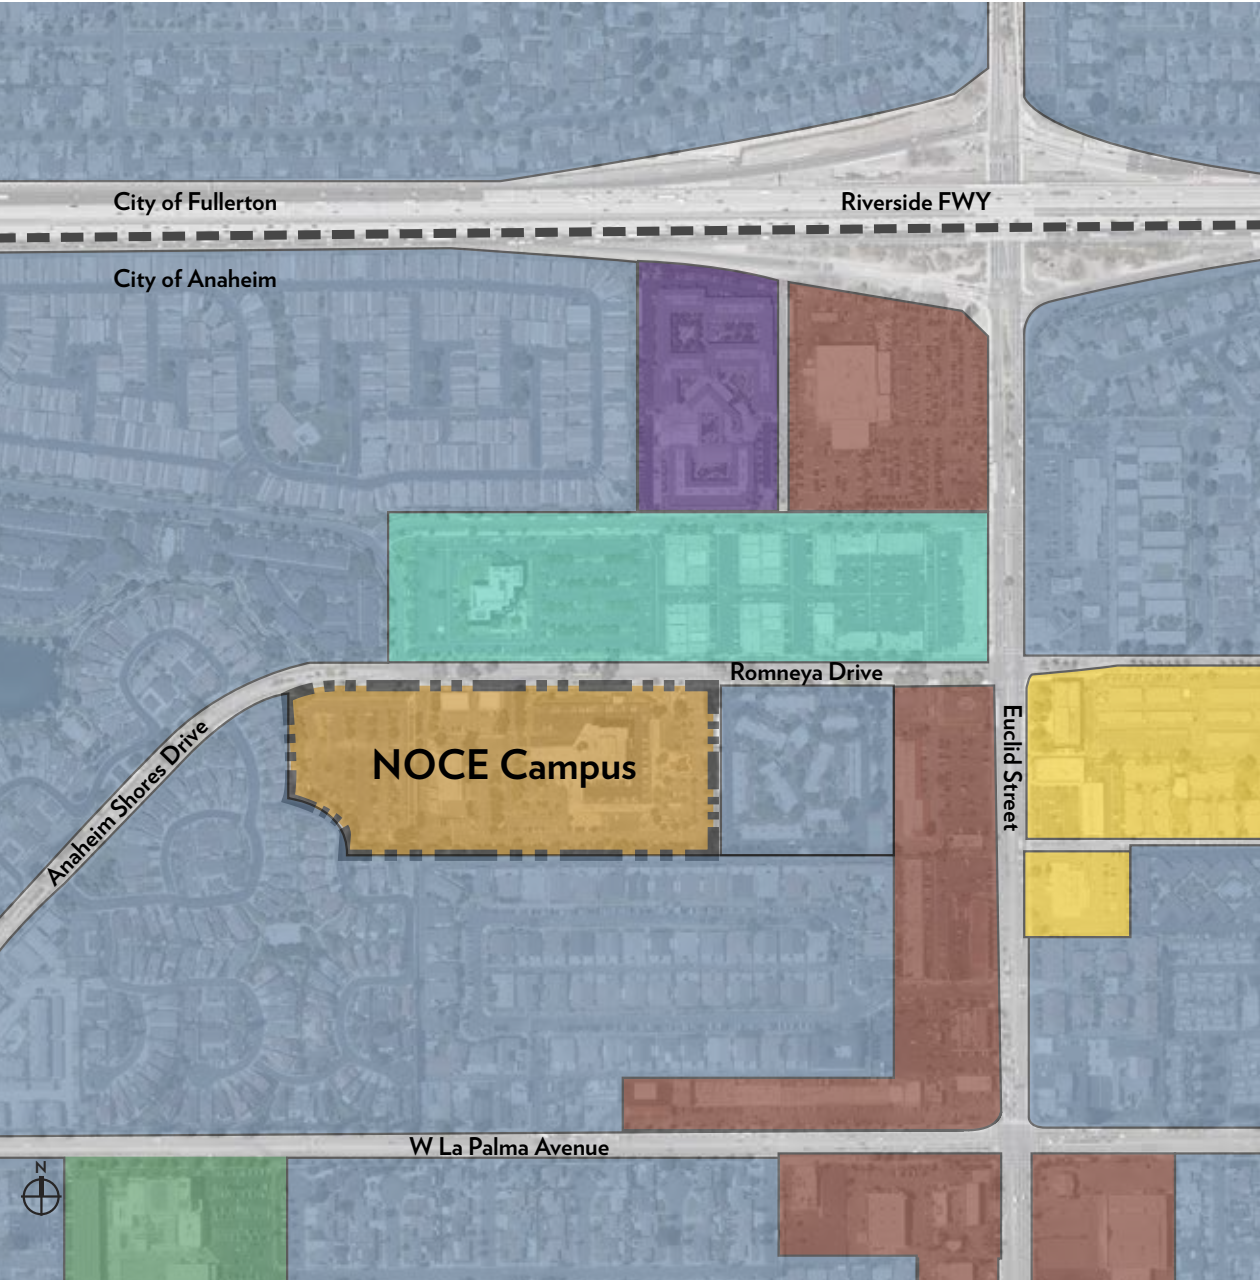 City of Fullerton
Riverside FWY
City of Anaheim
Romneya Drive
Euclid Street
NOCE Campus
Anaheim Shores Drive
W La Palma Avenue
N